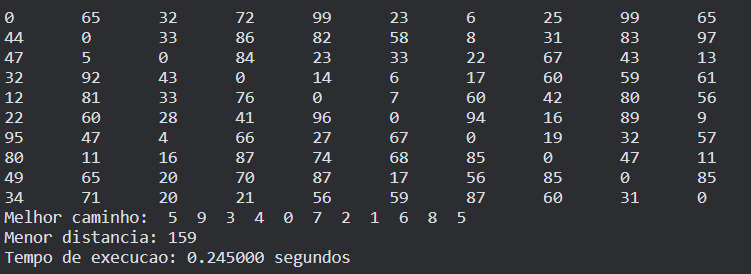 0 65 32 72 99 23 6 25 99 65
44 0 33 86 82 58 8 31 83 97
47 5 0 84 23 33 22 67 43 13
32 92 43 0 14 6 17 60 59 61
12 81 33 76 0 7 60 42 80 56
22 60 28 41 96 0 94 16 89 9
95 47 4 66 27 67 0 19 32 57
80 11 16 87 74 68 85 0 47 11
49 65 20 70 87 17 56 85 0 85
34 71 20 21 56 59 87 60 31 0
Melhor caminho: 5 9 3 4 0 7 2 1 6 8 5
Menor distancia: 159
Tempo de execucao: 0.245000 segundos